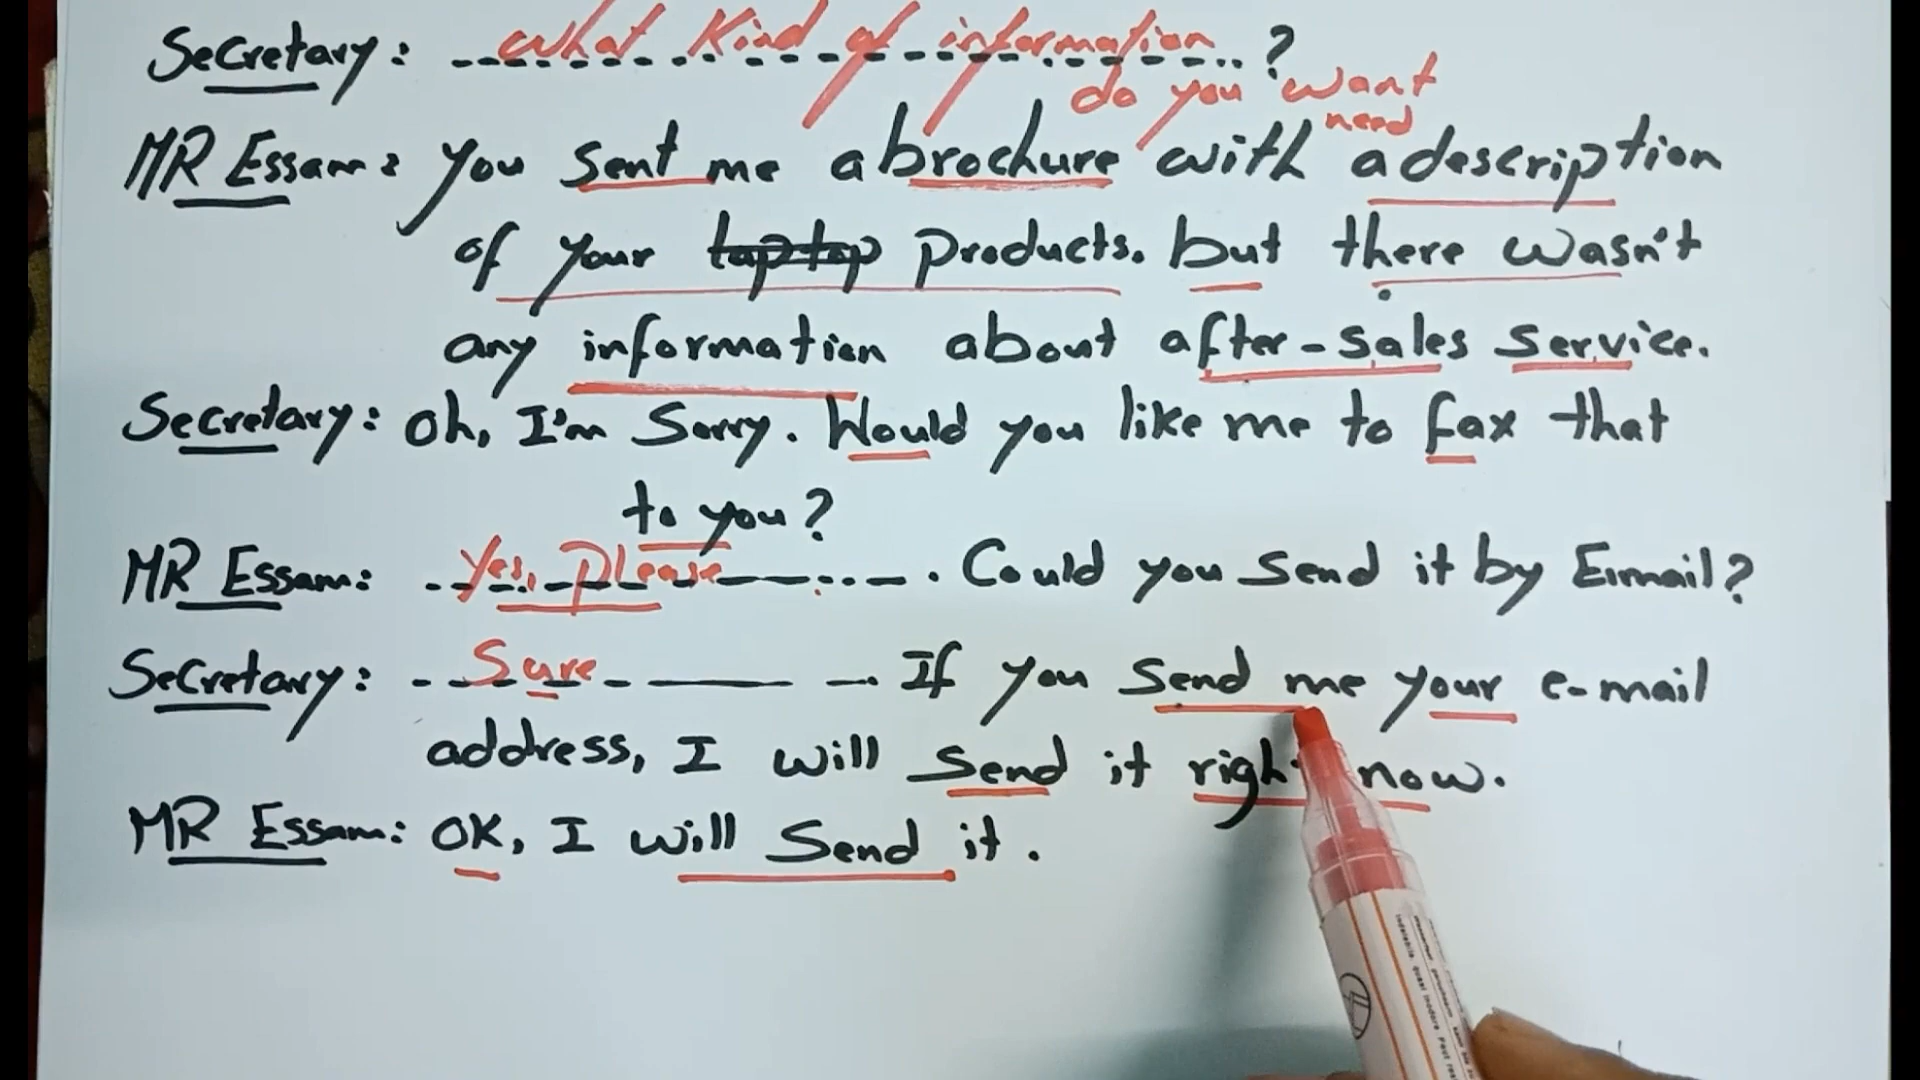 Secretary: What Kind of information ?
do you want
need
MR Essam: You sent me a brochure with a description
of your laptop Products. but there wasn't
any information about after-sales service.
Secretary: Oh, I'm Sorry. Would you like me to fax that
to you?
MR Essam: Yes, please. Could you send it by Email?
Secretary: Sure. If you send me your e-mail
address, I will send it right now.
MR Essam: OK, I will send it.